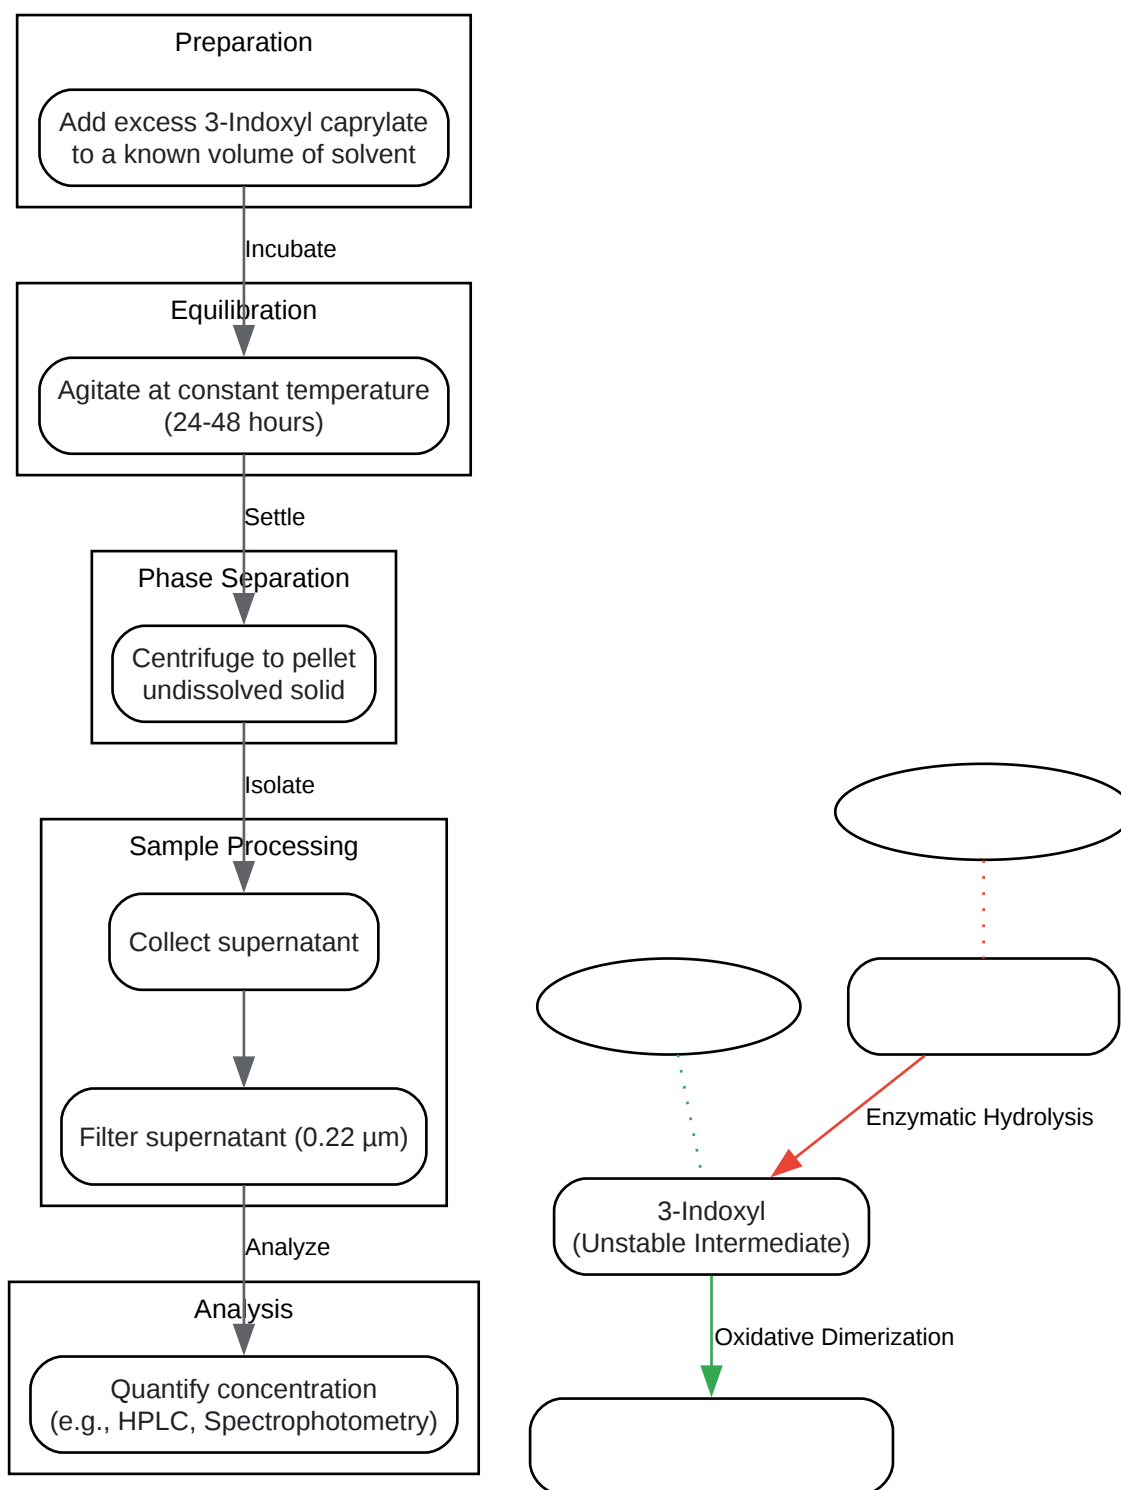 Preparation
Add excess 3-Indoxyl caprylate
to a known volume of solvent
Incubate
Equilibration
Agitate at constant temperature
(24-48 hours)
Settle
Phase Separation
Centrifuge to pellet
undissolved solid
Isolate
Sample Processing
Collect supernatant
Filter supernatant (0.22 µm)
Analyze
Analysis
Quantify concentration
(e.g., HPLC, Spectrophotometry)
Enzymatic Hydrolysis
3-Indoxyl
(Unstable Intermediate)
Oxidative Dimerization